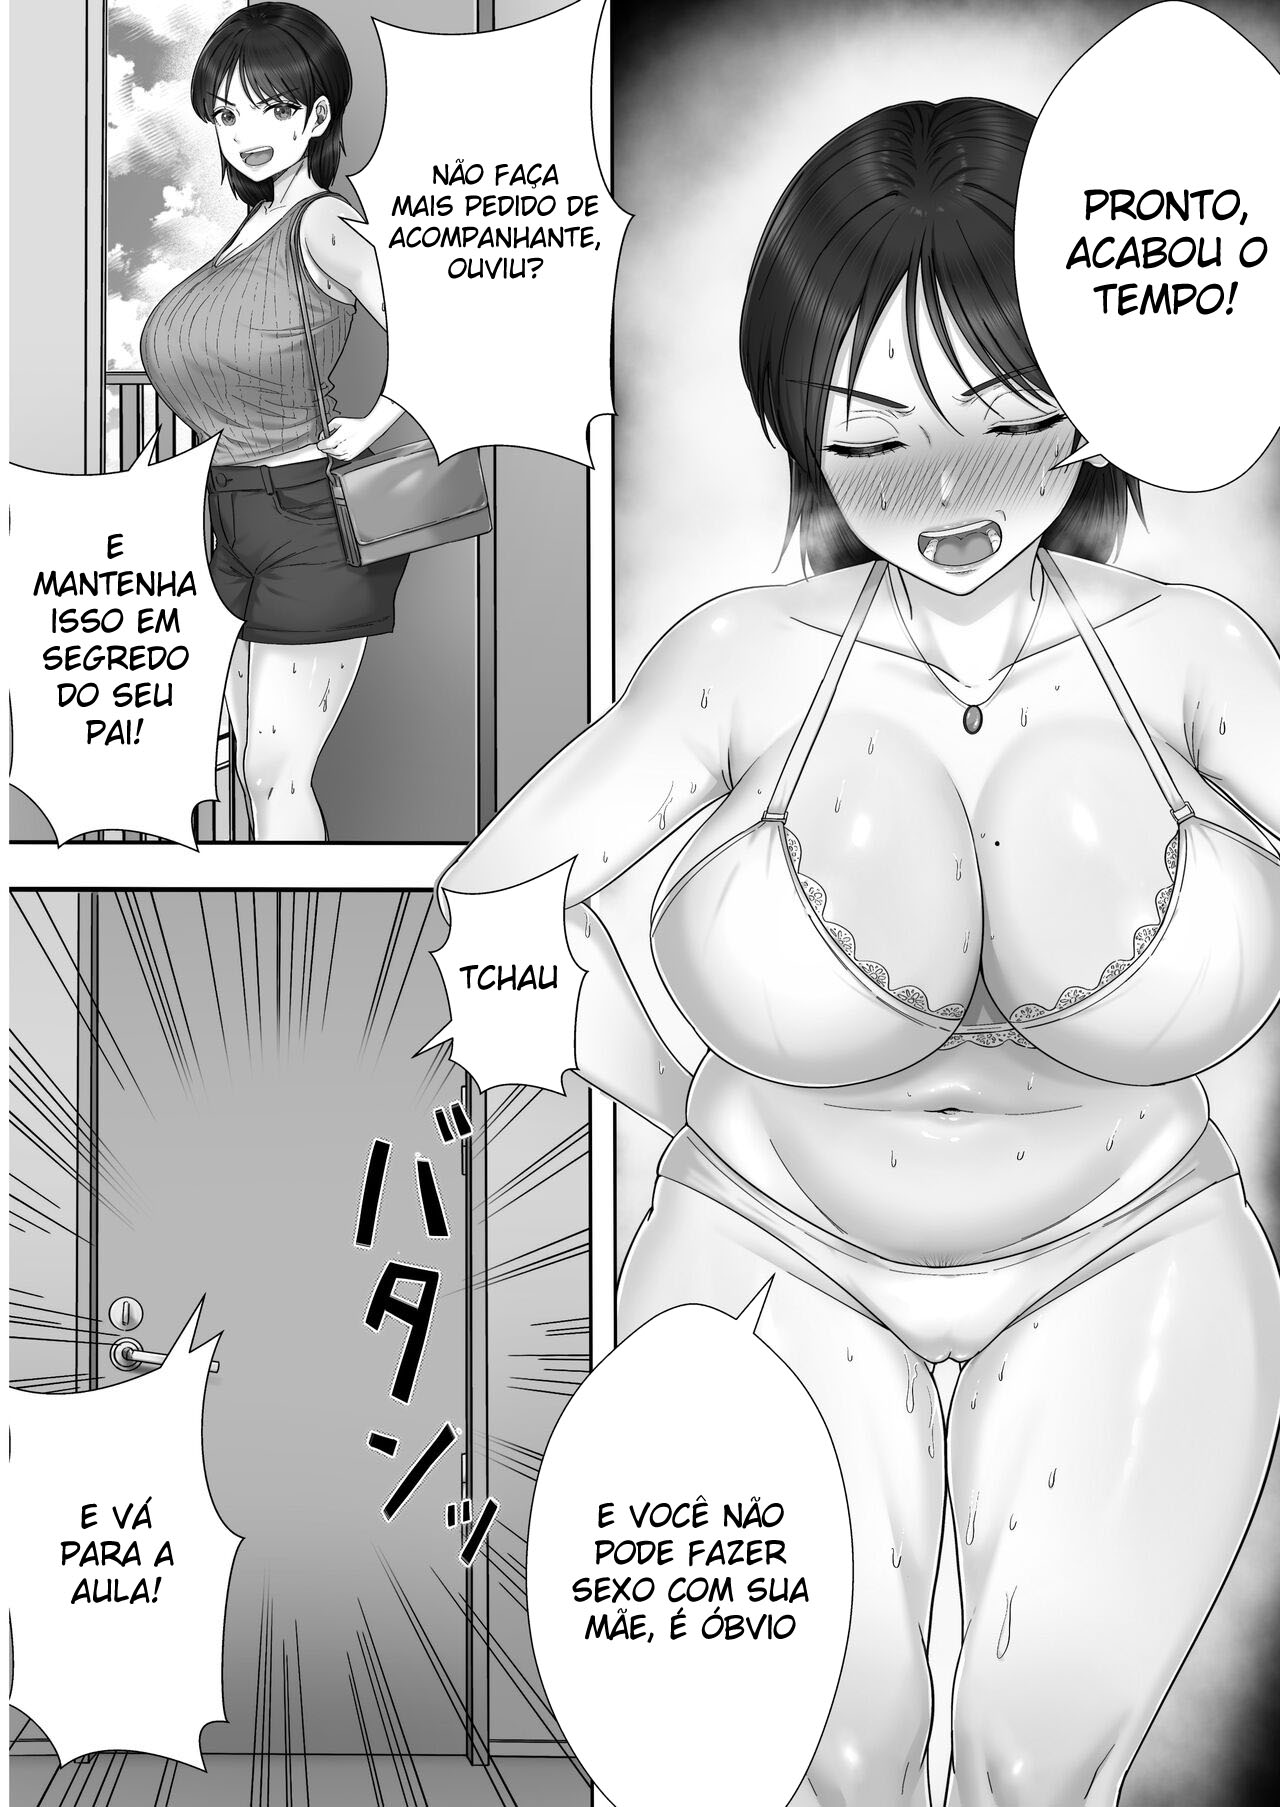 PRONTO,
ACABOU O
TEMPO!
E VOCÊ NÃO
PODE FAZER
SEXO COM SUA
MÃE, É ÓBVIO
NÃO FAÇA
MAIS PEDIDO DE
ACOMPANHANTE,
OUVIU?
E
MANTENHA
ISSO EM
SEGREDO
DO SEU
PAI!
TCHAU
バタンッ
E VÁ
PARA A
AULA!